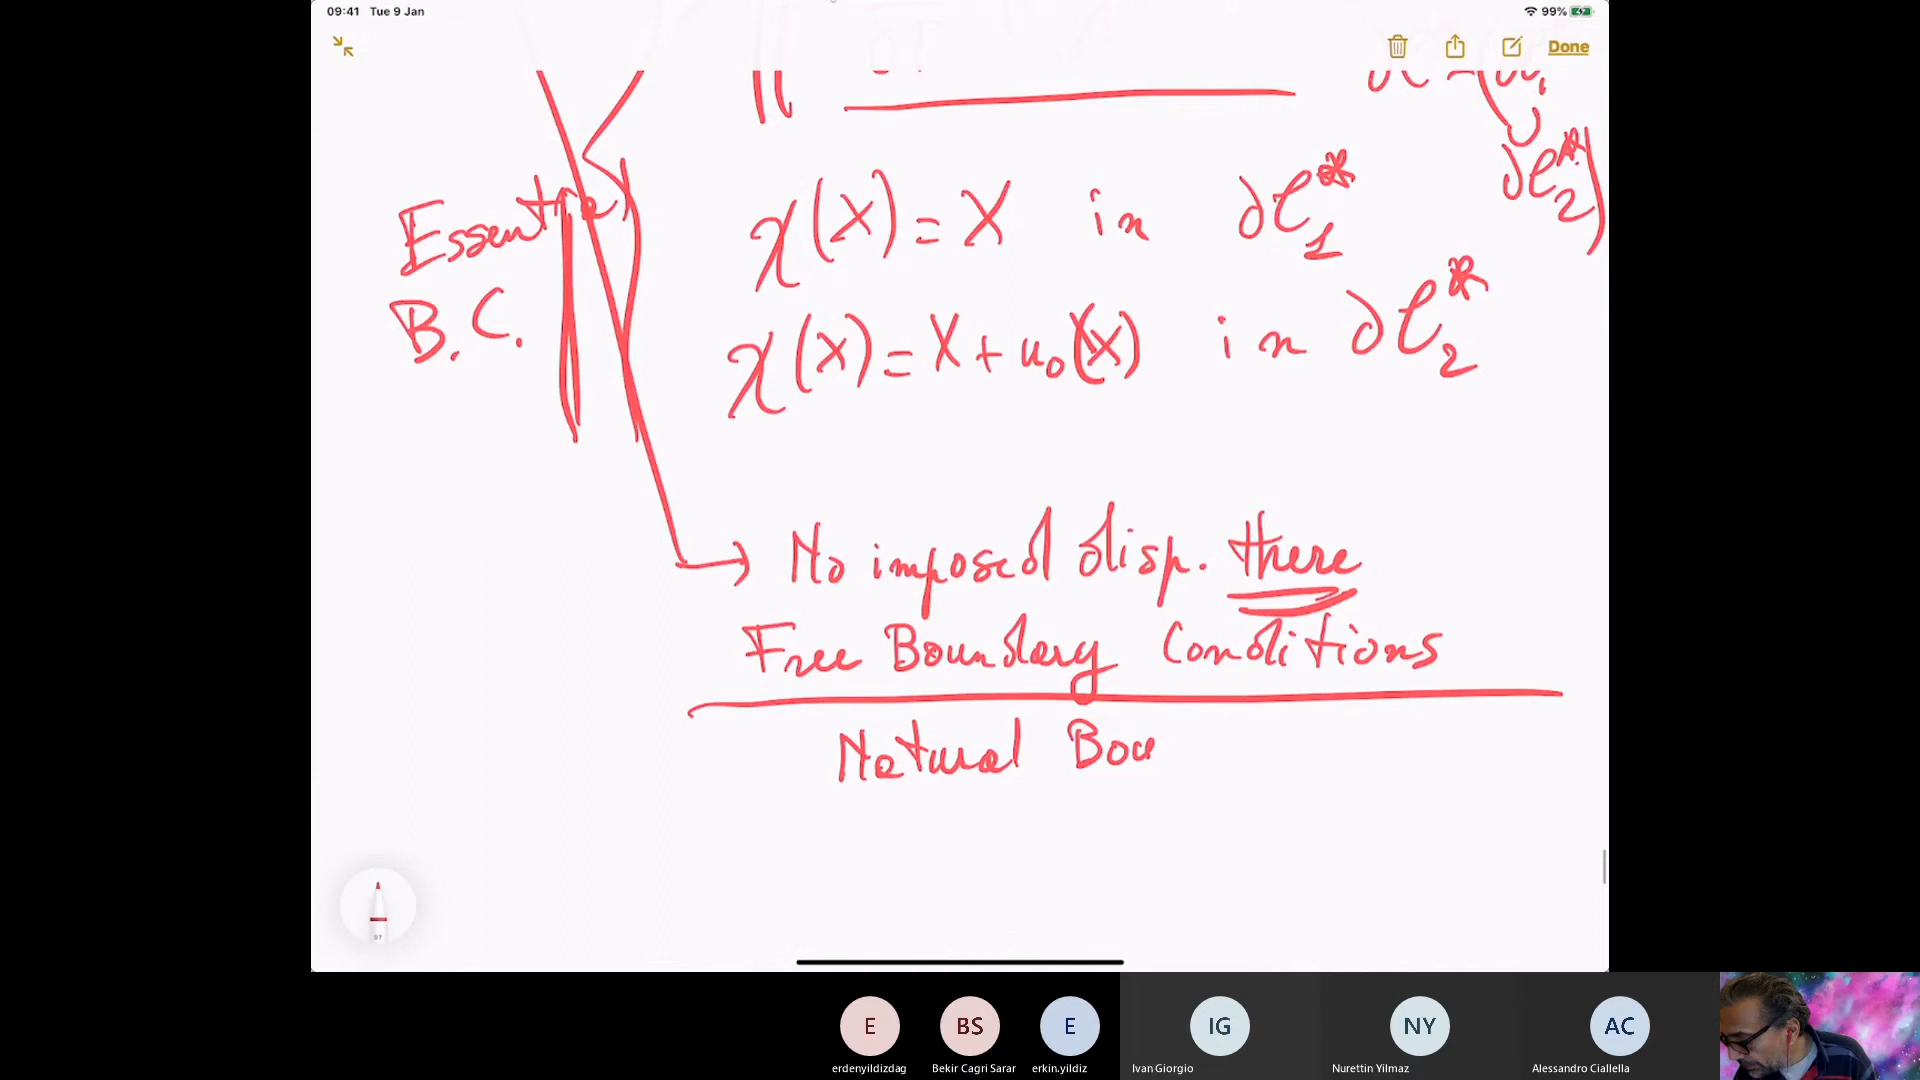 09:41 Tue 9 Jan
99%
Done
Essential
B.C.
χ(X) = X in ∂C₁*
∂C₂*)
χ(X) = X + u₀(X) in ∂C₂*
No imposed disp. there
Free Boundary Conditions
Natural Bou
97
E BS E IG NY AC
erdenyildizdag Bekir Cagri Sarar erkin.yildiz Ivan Giorgio Nurettin Yilmaz Alessandro Ciallella